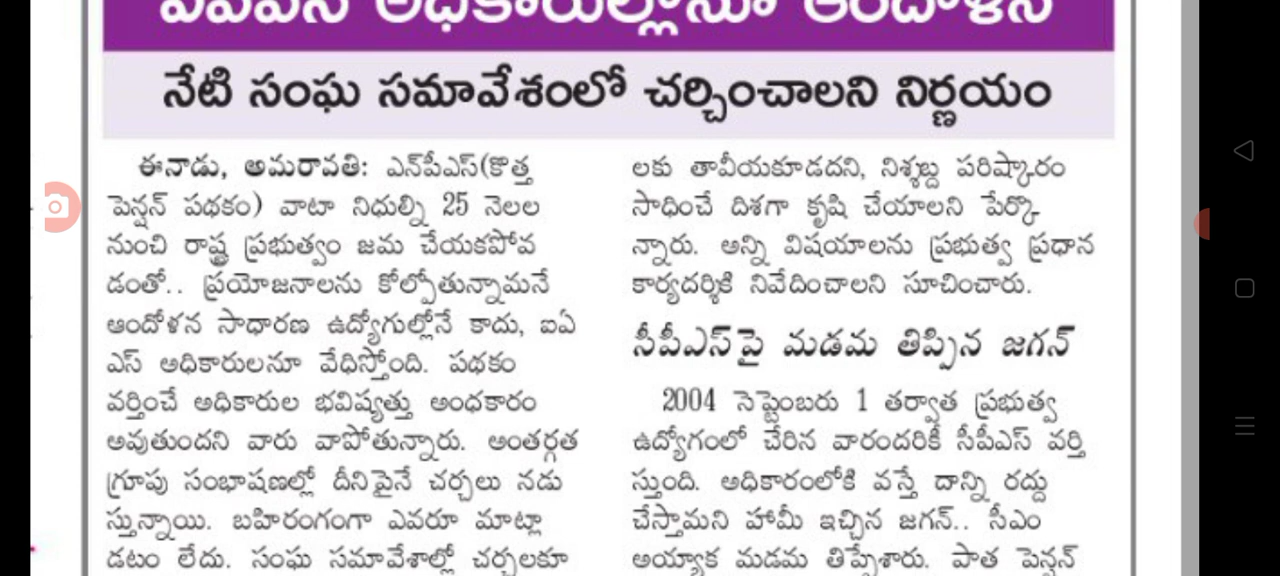 ఐఏఎస్ అధికారుల్లోనూ ఆందోళన
నేటి సంఘ సమావేశంలో చర్చించాలని నిర్ణయం
ఈనాడు, అమరావతి: ఎన్‌పీఎస్(కొత్త
పెన్షన్ పథకం) వాటా నిధుల్ని 25 నెలల
నుంచి రాష్ట్ర ప్రభుత్వం జమ చేయకపోవ
డంతో.. ప్రయోజనాలను కోల్పోతున్నామనే
ఆందోళన సాధారణ ఉద్యోగుల్లోనే కాదు, ఐఏ
ఎస్ అధికారులనూ వేధిస్తోంది. పథకం
వర్తించే అధికారుల భవిష్యత్తు అంధకారం
అవుతుందని వారు వాపోతున్నారు. అంతర్గత
గ్రూపు సంభాషణల్లో దీనిపైనే చర్చలు నడు
స్తున్నాయి. బహిరంగంగా ఎవరూ మాట్లా
డటం లేదు. సంఘ సమావేశాల్లో చర్చలకూ
లకు తావీయకూడదని, నిశ్శబ్ద పరిష్కారం
సాధించే దిశగా కృషి చేయాలని పేర్కొ
న్నారు. అన్ని విషయాలను ప్రభుత్వ ప్రధాన
కార్యదర్శికి నివేదించాలని సూచించారు.
సీపీఎస్‌పై మడమ తిప్పిన జగన్
2004 సెప్టెంబరు 1 తర్వాత ప్రభుత్వ
ఉద్యోగంలో చేరిన వారందరికీ సీపీఎస్ వర్తి
స్తుంది. అధికారంలోకి వస్తే దాన్ని రద్దు
చేస్తామని హామీ ఇచ్చిన జగన్.. సీఎం
అయ్యాక మడమ తిప్పేశారు. పాత పెన్షన్